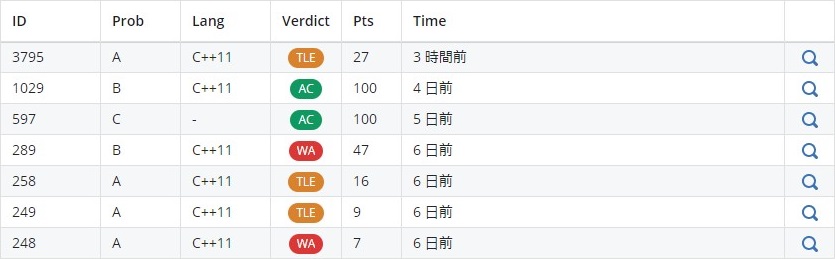 ID Prob Lang Verdict Pts Time
3795 A C++11 TLE 27 3 時間前
1029 B C++11 AC 100 4 日前
597 C - AC 100 5 日前
289 B C++11 WA 47 6 日前
258 A C++11 TLE 16 6 日前
249 A C++11 TLE 9 6 日前
248 A C++11 WA 7 6 日前